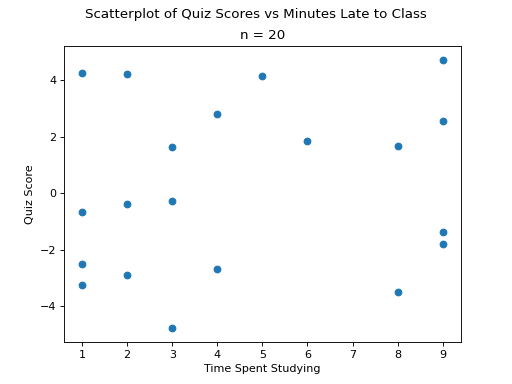 Scatterplot of Quiz Scores vs Minutes Late to Class
n = 20
Quiz Score
4
2
0
−2
−4
1 2 3 4 5 6 7 8 9
Time Spent Studying